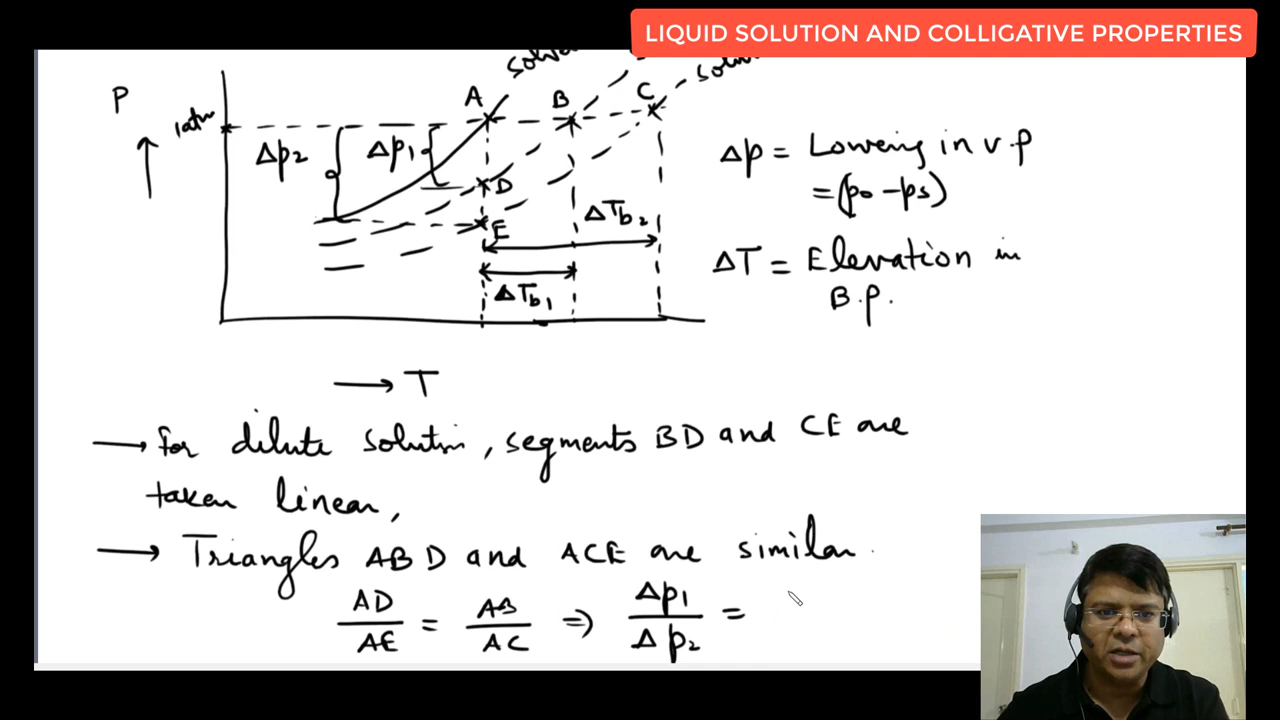 LIQUID SOLUTION AND COLLIGATIVE PROPERTIES
P
1atm
A
B
C
Δp2
Δp1
D
E
ΔTb2
ΔTb1
Δp = Lowering in v.p
= (po - ps)
ΔT = Elevation in
B.p.
→ T
→ for dilute solution, segments BD and CE are
taken linear,
→ Triangles ABD and ACE are similar.
AD/AE = AB/AC ⇒ Δp1/Δp2 =